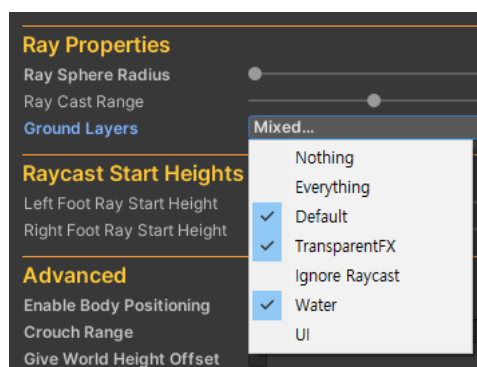 Ray Properties
Ray Sphere Radius
Ray Cast Range
Ground Layers
Mixed...
Nothing
Everything
Default
TransparentFX
Ignore Raycast
Water
UI
Raycast Start Heights
Left Foot Ray Start Height
Right Foot Ray Start Height
Advanced
Enable Body Positioning
Crouch Range
Give World Height Offset